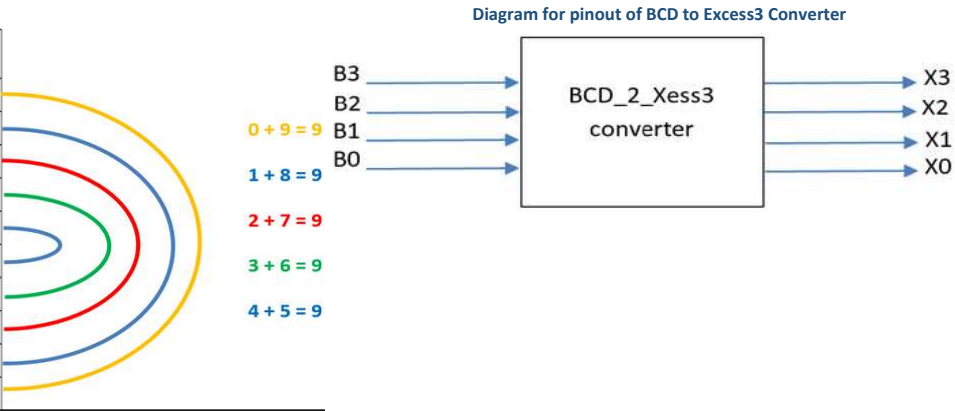 Diagram for pinout of BCD to Excess3 Converter
0 + 9 = 9
1 + 8 = 9
2 + 7 = 9
3 + 6 = 9
4 + 5 = 9
B3
B2
B1
B0
BCD_2_Xess3
converter
X3
X2
X1
X0